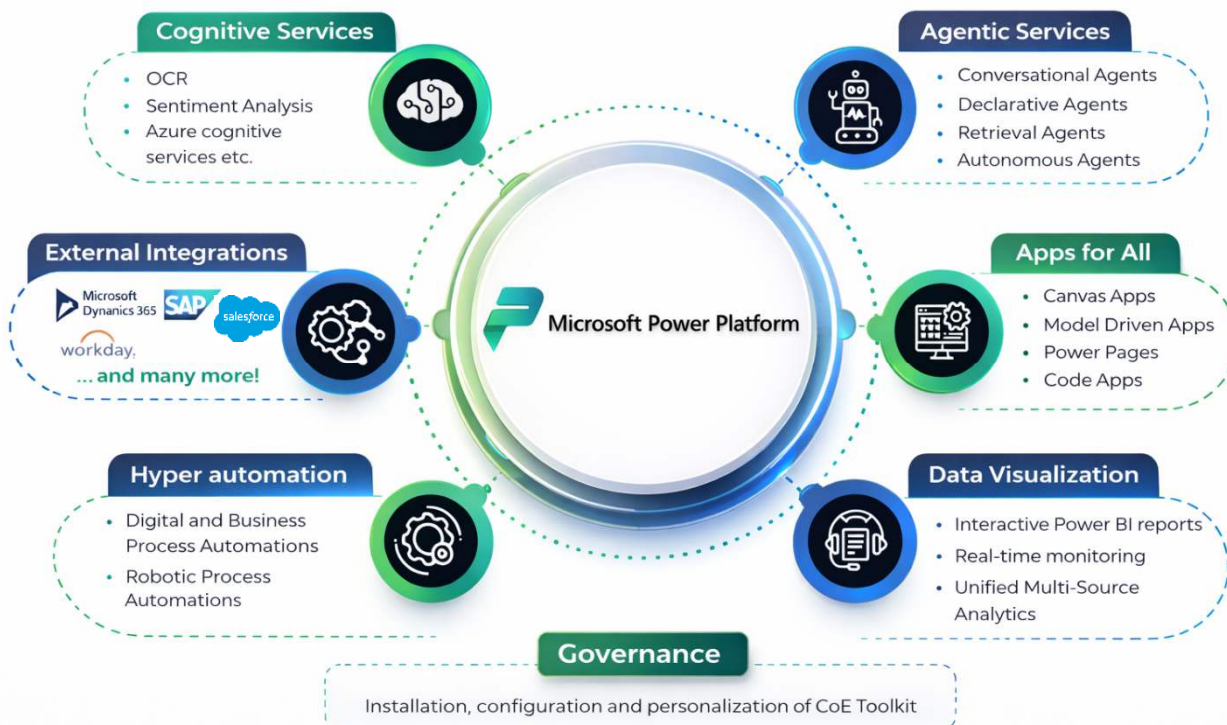 Cognitive Services
OCR
Sentiment Analysis
Azure cognitive
services etc.
Agentic Services
Conversational Agents
Declarative Agents
Retrieval Agents
Autonomous Agents
External Integrations
Microsoft
Dynamics 365
SAP
salesforce
workday.
... and many more!
Microsoft Power Platform
Apps for All
Canvas Apps
Model Driven Apps
Power Pages
Code Apps
Hyper automation
Digital and Business
Process Automations
Robotic Process
Automations
Data Visualization
Interactive Power BI reports
Real-time monitoring
Unified Multi-Source
Analytics
Governance
Installation, configuration and personalization of CoE Toolkit